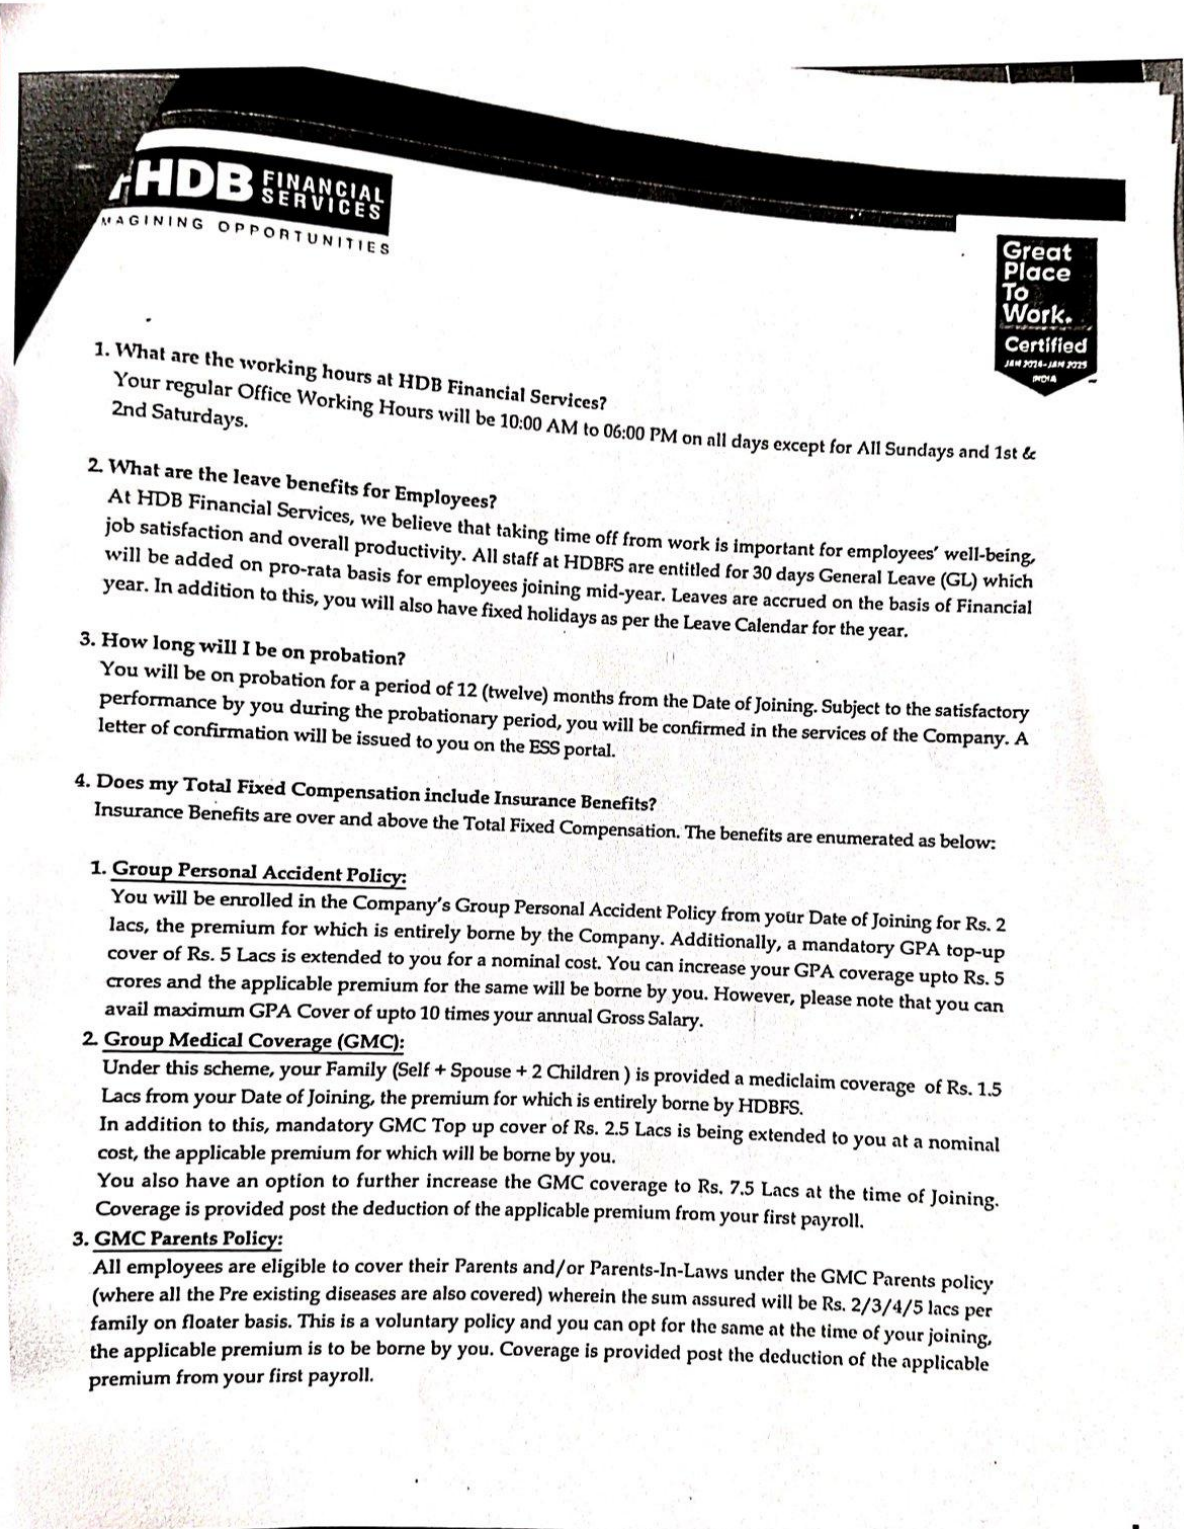 HDB FINANCIAL
SERVICES
MAGINING OPPORTUNITIES
Great
Place
To
Work.
Certified
JAN 2024-JAN 2025
INDIA
1. What are the working hours at HDB Financial Services?
Your regular Office Working Hours will be 10:00 AM to 06:00 PM on all days except for All Sundays and 1st &
2nd Saturdays.
2. What are the leave benefits for Employees?
At HDB Financial Services, we believe that taking time off from work is important for employees' well-being,
job satisfaction and overall productivity. All staff at HDBFS are entitled for 30 days General Leave (GL) which
will be added on pro-rata basis for employees joining mid-year. Leaves are accrued on the basis of Financial
year. In addition to this, you will also have fixed holidays as per the Leave Calendar for the year.
3. How long will I be on probation?
You will be on probation for a period of 12 (twelve) months from the Date of Joining. Subject to the satisfactory
performance by you during the probationary period, you will be confirmed in the services of the Company. A
letter of confirmation will be issued to you on the ESS portal.
4. Does my Total Fixed Compensation include Insurance Benefits?
Insurance Benefits are over and above the Total Fixed Compensation. The benefits are enumerated as below:
1. Group Personal Accident Policy:
You will be enrolled in the Company's Group Personal Accident Policy from your Date of Joining for Rs. 2
lacs, the premium for which is entirely borne by the Company. Additionally, a mandatory GPA top-up
cover of Rs. 5 Lacs is extended to you for a nominal cost. You can increase your GPA coverage upto Rs. 5
crores and the applicable premium for the same will be borne by you. However, please note that you can
avail maximum GPA Cover of upto 10 times your annual Gross Salary.
2. Group Medical Coverage (GMC):
Under this scheme, your Family (Self + Spouse + 2 Children ) is provided a mediclaim coverage of Rs. 1.5
Lacs from your Date of Joining, the premium for which is entirely borne by HDBFS.
In addition to this, mandatory GMC Top up cover of Rs. 2.5 Lacs is being extended to you at a nominal
cost, the applicable premium for which will be borne by you.
You also have an option to further increase the GMC coverage to Rs. 7.5 Lacs at the time of Joining.
Coverage is provided post the deduction of the applicable premium from your first payroll.
3. GMC Parents Policy:
All employees are eligible to cover their Parents and/or Parents-In-Laws under the GMC Parents policy
(where all the Pre existing diseases are also covered) wherein the sum assured will be Rs. 2/3/4/5 lacs per
family on floater basis. This is a voluntary policy and you can opt for the same at the time of your joining,
the applicable premium is to be borne by you. Coverage is provided post the deduction of the applicable
premium from your first payroll.